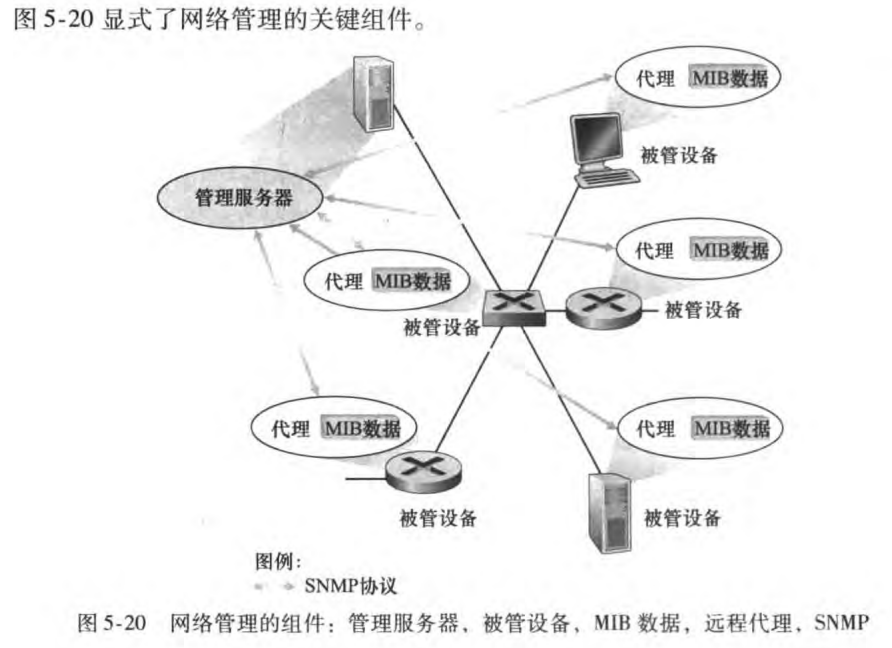 图 5-20 显式了网络管理的关键组件。
代理 MIB数据
被管设备
管理服务器
代理 MIB数据
代理 MIB数据
被管设备
被管设备
代理 MIB数据
代理 MIB数据
被管设备
被管设备
图例：
SNMP协议
图 5-20 网络管理的组件：管理服务器，被管设备，MIB 数据，远程代理，SNMP